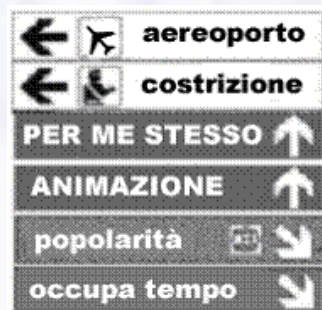 aereoporto
costrizione
PER ME STESSO
ANIMAZIONE
popolarità
occupa tempo